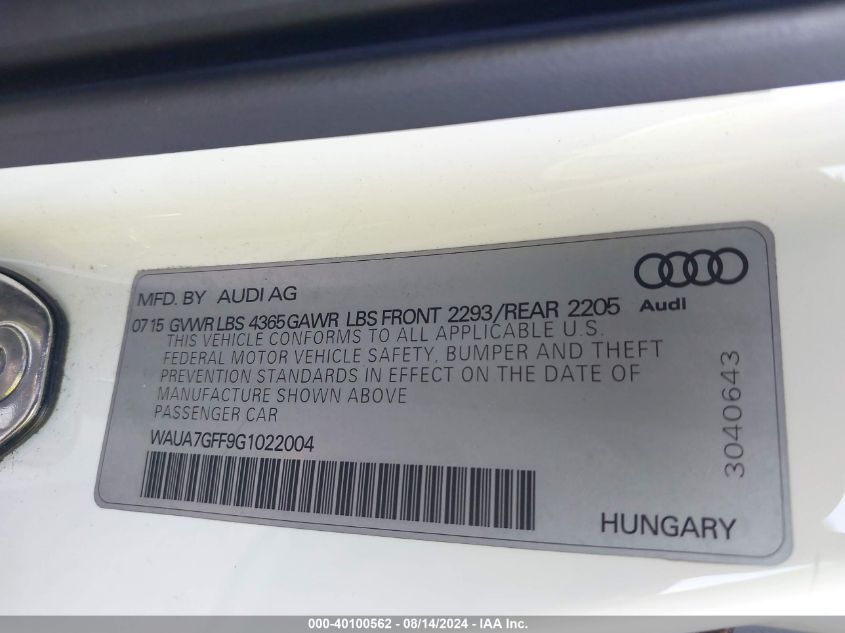 MFD. BY AUDI AG
Audi
07 15 GVWR LBS 4365 GAWR LBS FRONT 2293/REAR 2205
THIS VEHICLE CONFORMS TO ALL APPLICABLE U.S.
FEDERAL MOTOR VEHICLE SAFETY, BUMPER AND THEFT
PREVENTION STANDARDS IN EFFECT ON THE DATE OF
MANUFACTURE SHOWN ABOVE
PASSENGER CAR
WAUA7GFF9G1022004
3040643
HUNGARY
000-40100562 - 08/14/2024 - IAA Inc.